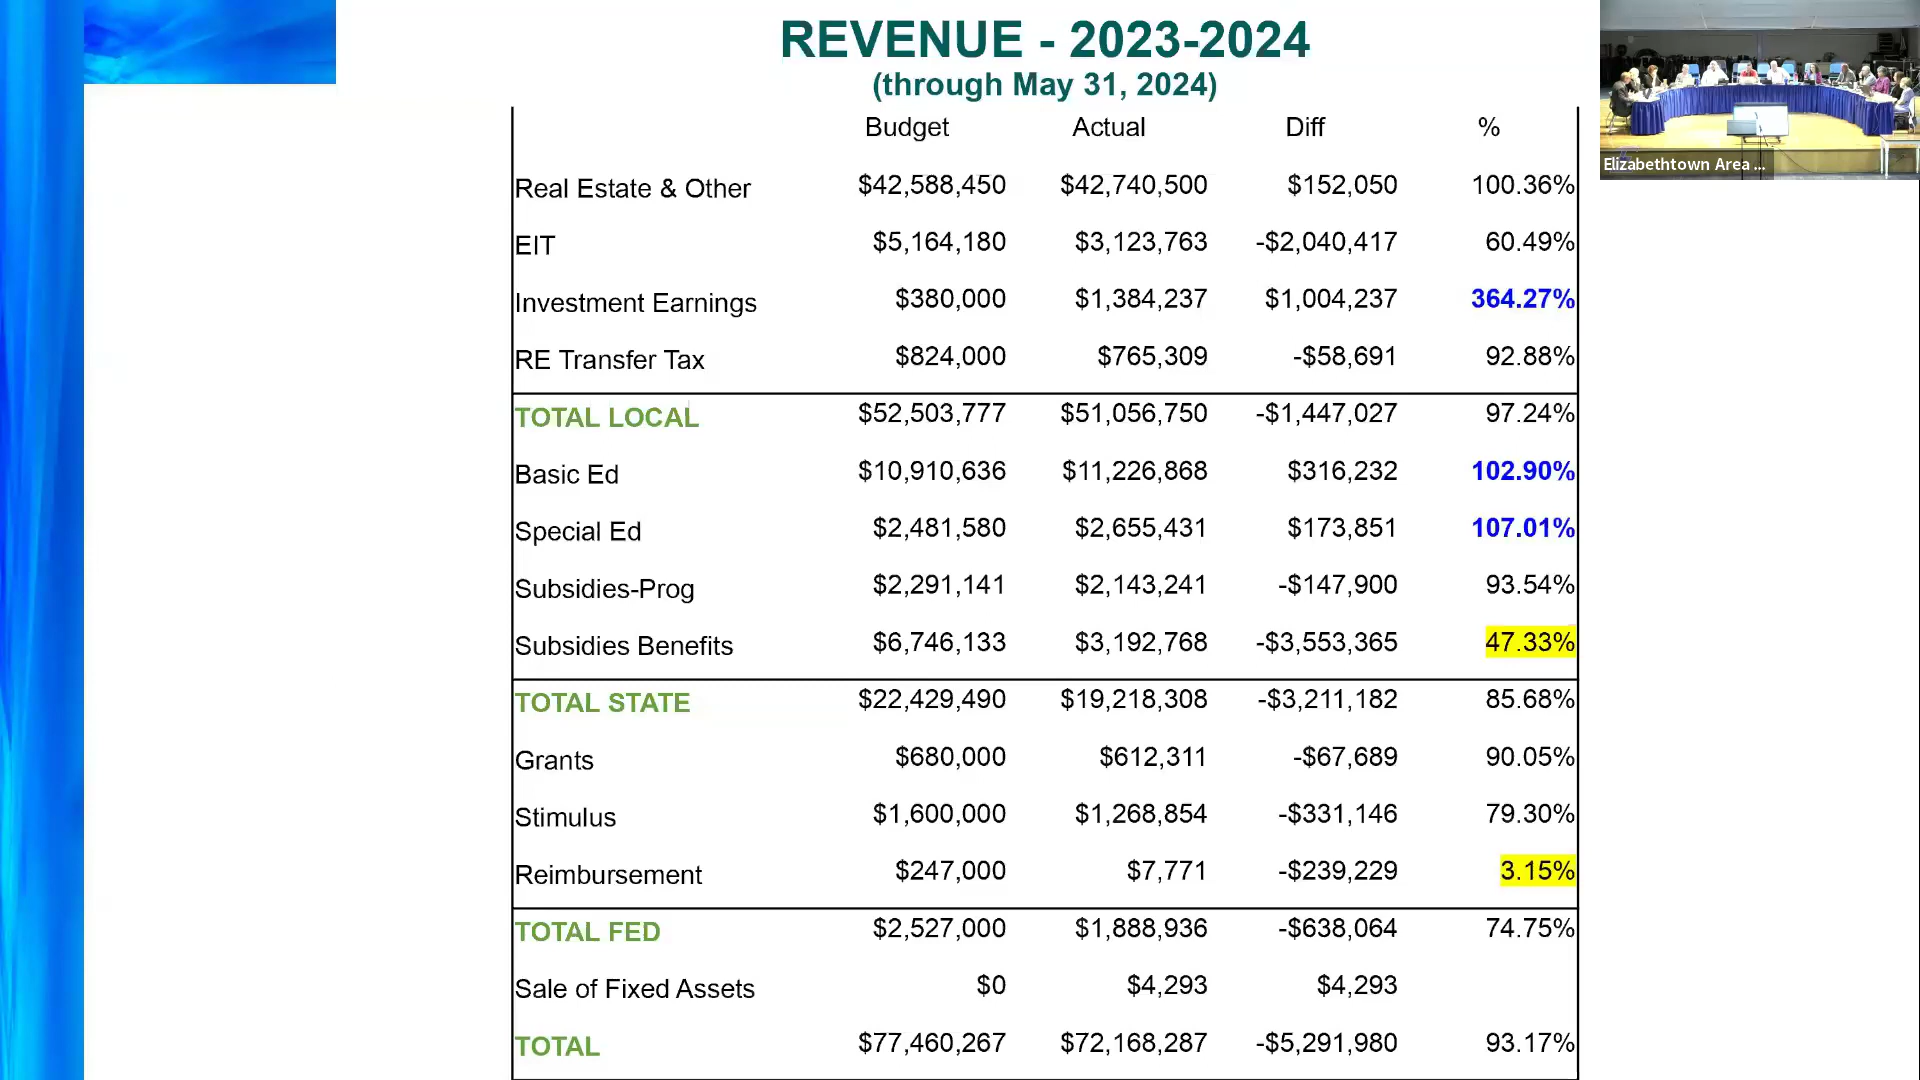 REVENUE - 2023-2024
(through May 31, 2024)
Budget Actual Diff %
Real Estate & Other $42,588,450 $42,740,500 $152,050 100.36%
EIT $5,164,180 $3,123,763 -$2,040,417 60.49%
Investment Earnings $380,000 $1,384,237 $1,004,237 364.27%
RE Transfer Tax $824,000 $765,309 -$58,691 92.88%
TOTAL LOCAL $52,503,777 $51,056,750 -$1,447,027 97.24%
Basic Ed $10,910,636 $11,226,868 $316,232 102.90%
Special Ed $2,481,580 $2,655,431 $173,851 107.01%
Subsidies-Prog $2,291,141 $2,143,241 -$147,900 93.54%
Subsidies Benefits $6,746,133 $3,192,768 -$3,553,365 47.33%
TOTAL STATE $22,429,490 $19,218,308 -$3,211,182 85.68%
Grants $680,000 $612,311 -$67,689 90.05%
Stimulus $1,600,000 $1,268,854 -$331,146 79.30%
Reimbursement $247,000 $7,771 -$239,229 3.15%
TOTAL FED $2,527,000 $1,888,936 -$638,064 74.75%
Sale of Fixed Assets $0 $4,293 $4,293
TOTAL $77,460,267 $72,168,287 -$5,291,980 93.17%
Elizabethtown Area ...